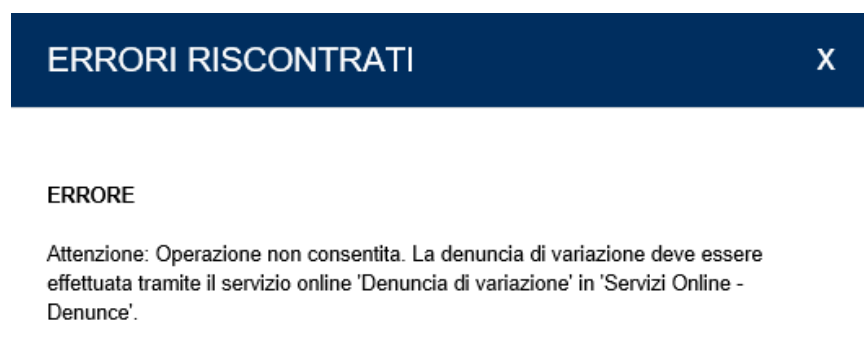 ERRORI RISCONTRATI X
ERRORE
Attenzione: Operazione non consentita. La denuncia di variazione deve essere
effettuata tramite il servizio online 'Denuncia di variazione' in 'Servizi Online -
Denunce'.